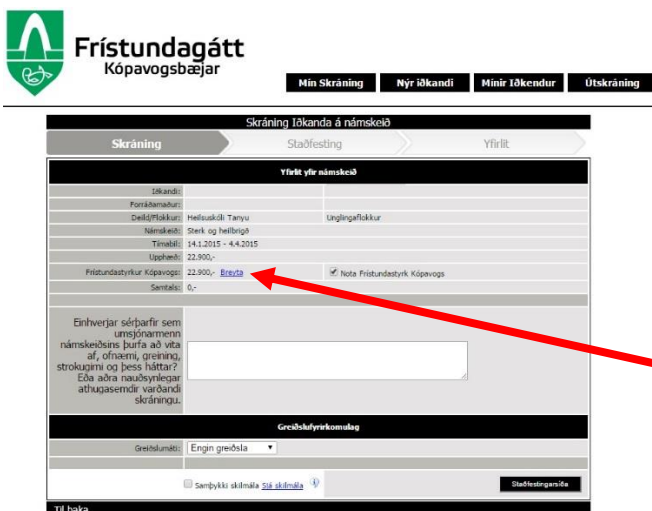 Frístundagátt
Kópavogsbæjar
Mín Skráning Nýr iðkandi Mínir Iðkendur Útskráning
Skráning Iðkanda á námskeið
Skráning Staðfesting Yfirlit
Yfirlit yfir námskeið
Iðkandi:
Forráðamaður:
Deild/Flokkur: Heilsuskóli Tanyu Unglingaflokkur
Námskeið: Sterk og heilbrigð
Tímabil: 14.1.2015 - 4.4.2015
Upphæð: 22.900,-
Frístundastyrkur Kópavogs: 22.900,- Breyta Nota Frístundastyrk Kópavogs
Samtals: 0,-
Einhverjar sérþarfir sem
umsjónarmenn
námskeiðsins þurfa að vita
af, ofnæmi, greining,
strokugirni og þess háttar?
Eða aðra nauðsynlegar
athugasemdir varðandi
skráningu.
Greiðslufyrirkomulag
Greiðslumáti: Engin greiðsla
Samþykki skilmála Sjá skilmála Staðfestingarsíða
Til baka